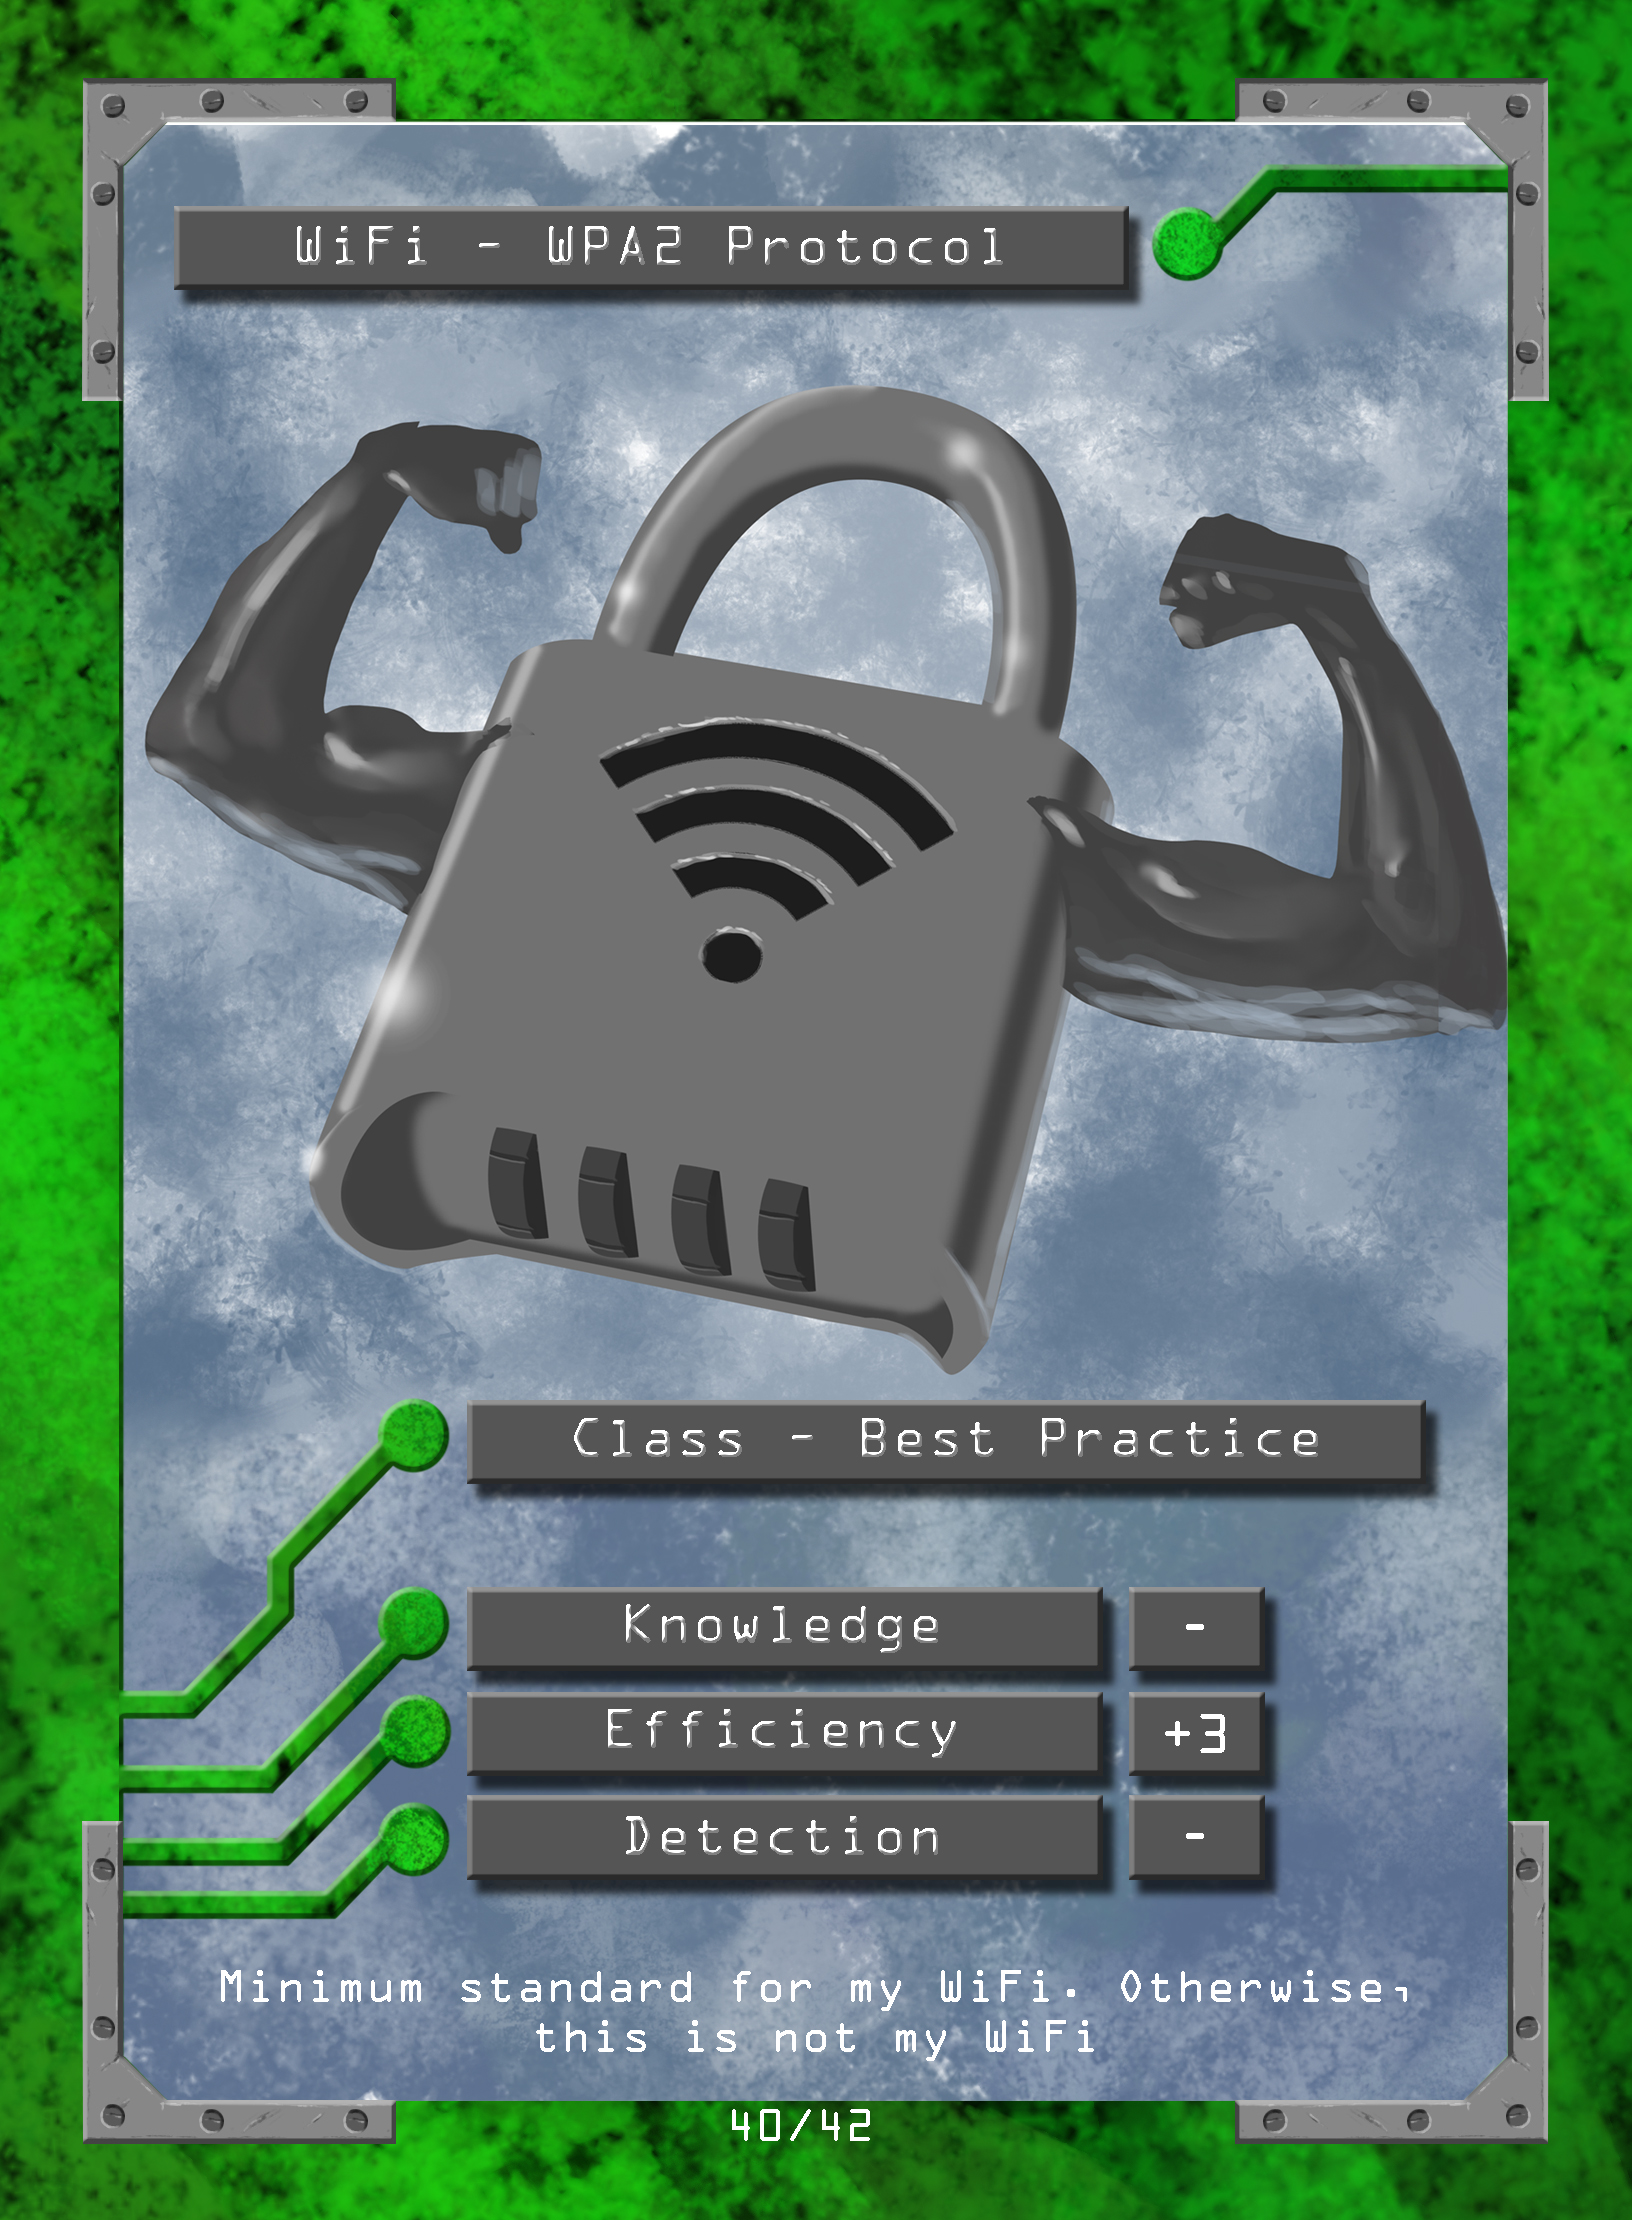 WiFi - WPA2 Protocol
Class - Best Practice
Knowledge -
Efficiency +3
Detection -
Minimum standard for my WiFi. Otherwise,
this is not my WiFi
40/42